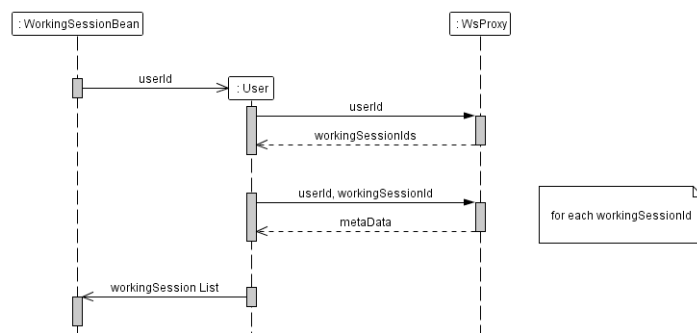 : WorkingSessionBean
: WsProxy
userId
: User
userId
workingSessionIds
userId, workingSessionId
for each workingSessionId
metaData
workingSession List